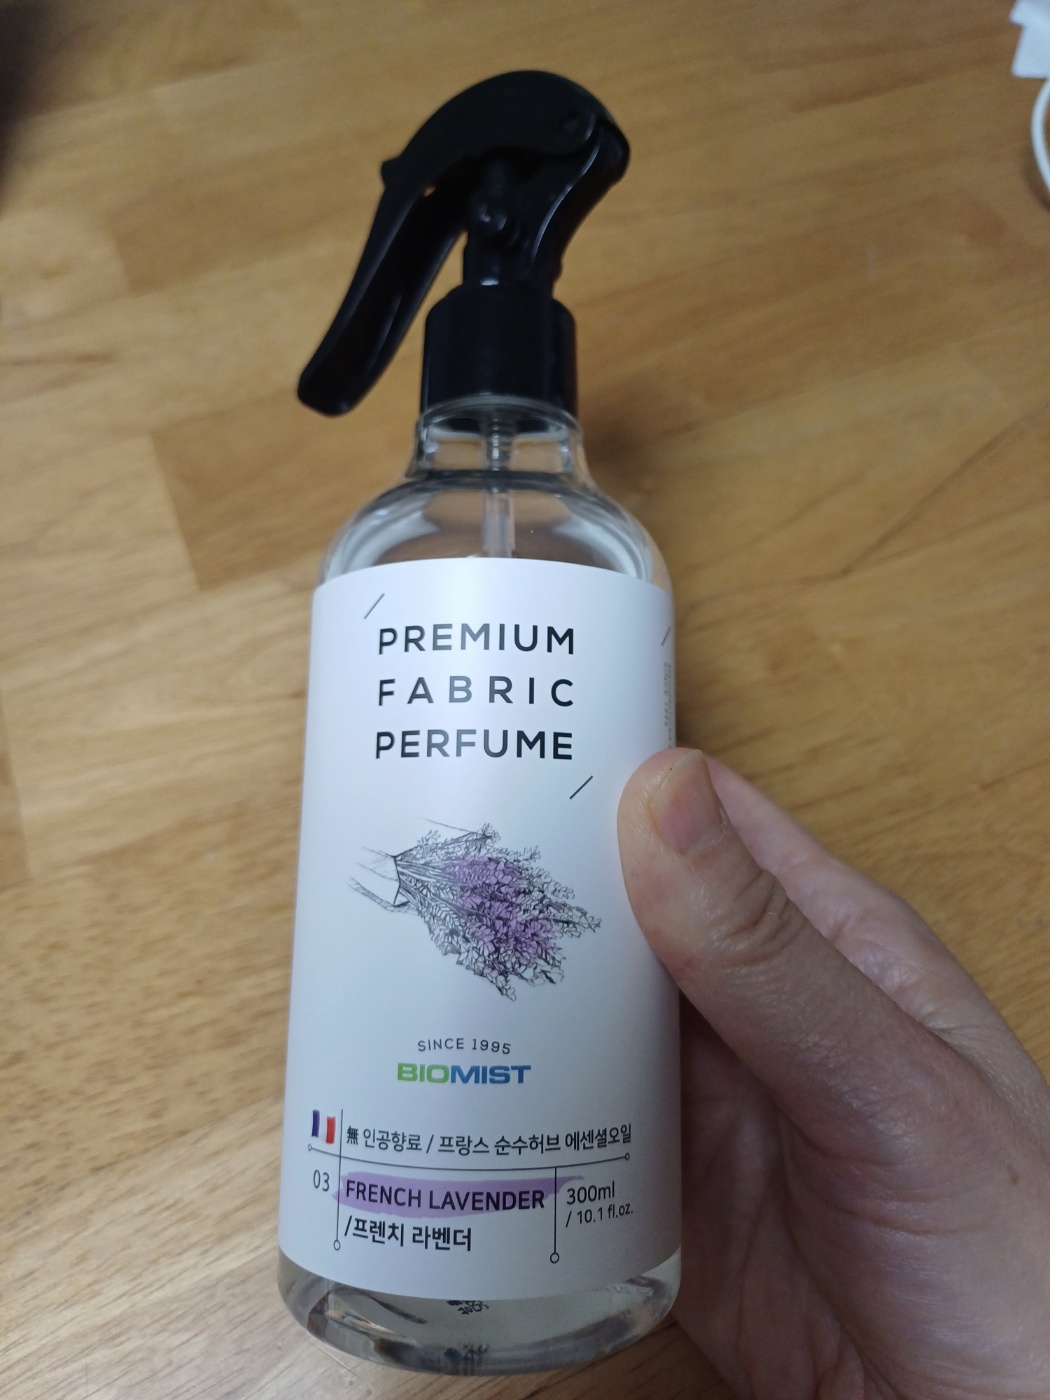 PREMIUM
FABRIC
PERFUME
SINCE 1995
BIOMIST
無 인공향료 / 프랑스 순수허브 에센셜오일
03 FRENCH LAVENDER
/프렌치 라벤더
300ml
/ 10.1 fl.oz.